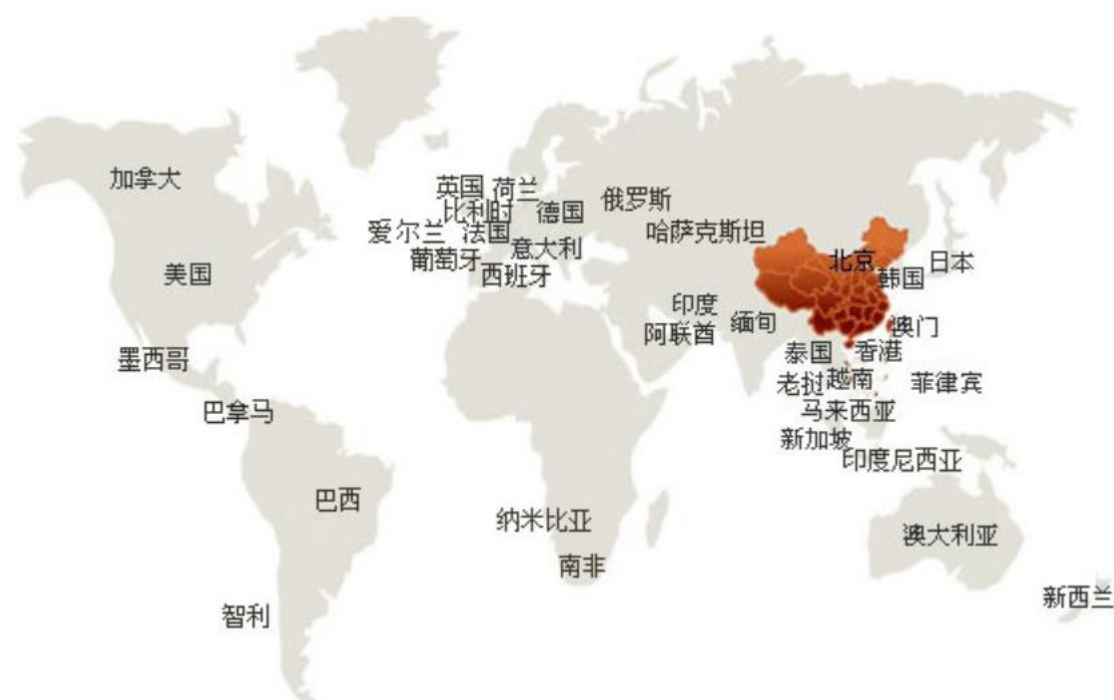 加拿大
英国 荷兰
俄罗斯
比利时 德国
爱尔兰 法国
哈萨克斯坦
意大利
葡萄牙
北京
日本
美国
西班牙
韩国
印度
缅甸
澳门
阿联酋
泰国 香港
墨西哥
老挝 越南 菲律宾
巴拿马
马来西亚
新加坡
印度尼西亚
巴西
纳米比亚
澳大利亚
南非
新西兰
智利